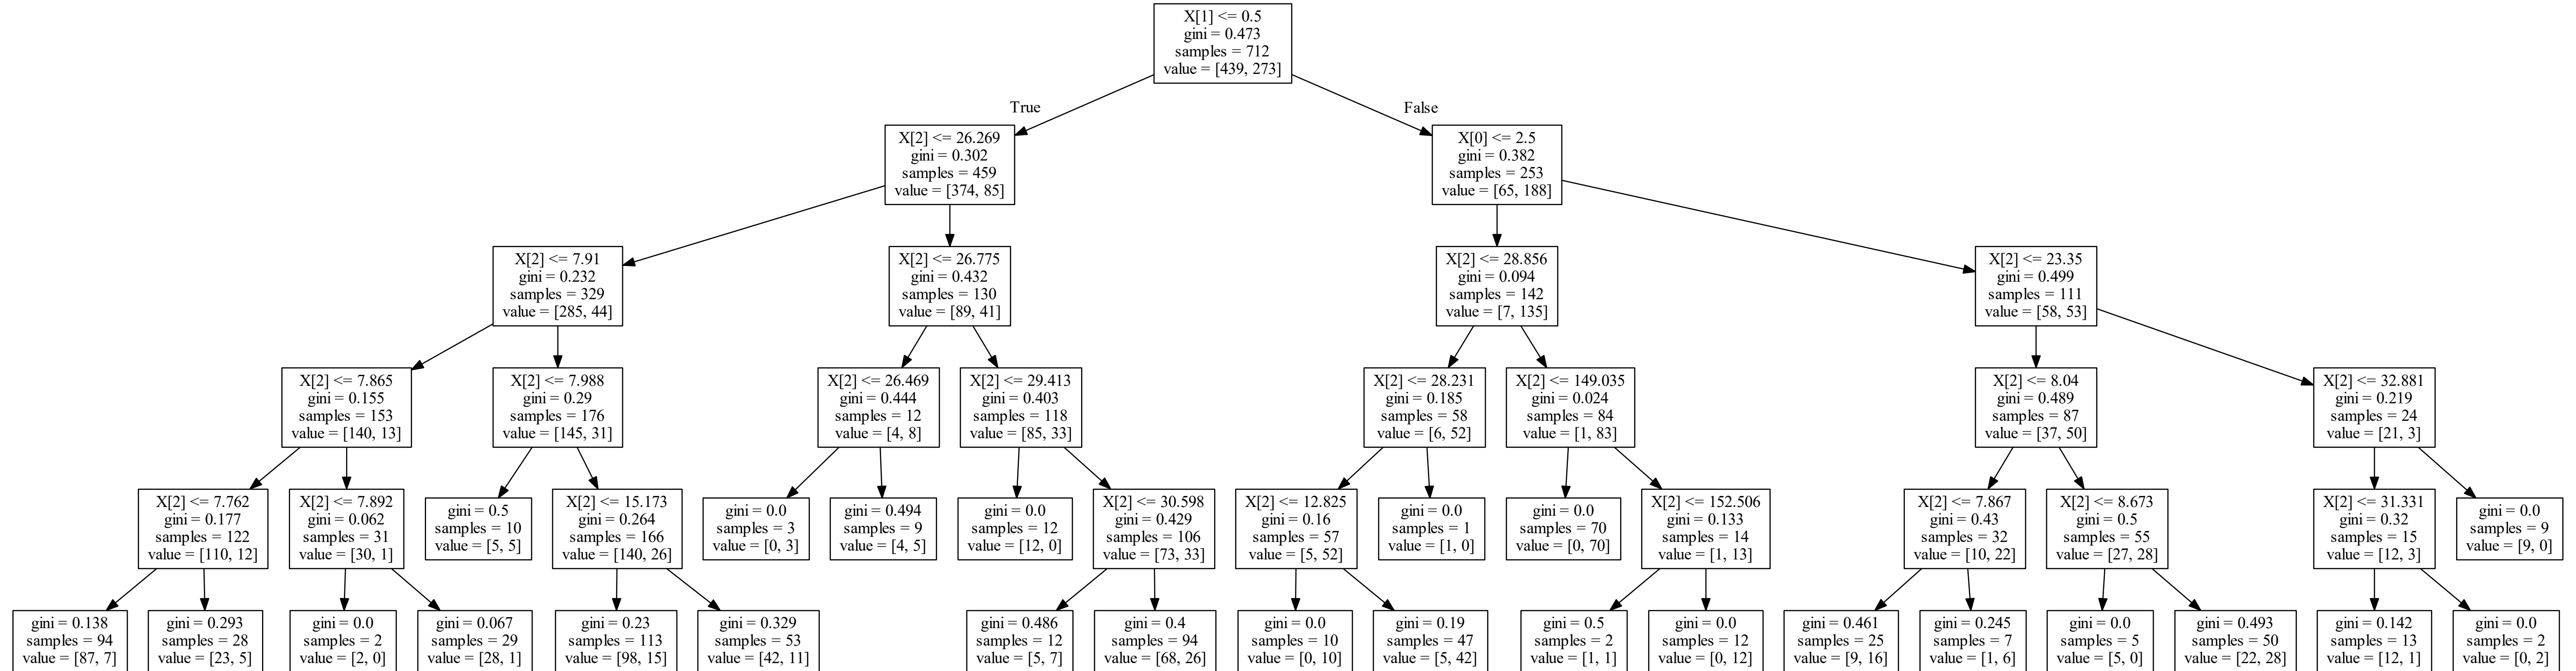 X[1] <= 0.5
gini = 0.473
samples = 712
value = [439, 273]
True
False
X[2] <= 26.269
gini = 0.302
samples = 459
value = [374, 85]
X[0] <= 2.5
gini = 0.382
samples = 253
value = [65, 188]
X[2] <= 7.91
gini = 0.232
samples = 329
value = [285, 44]
X[2] <= 26.775
gini = 0.432
samples = 130
value = [89, 41]
X[2] <= 28.856
gini = 0.094
samples = 142
value = [7, 135]
X[2] <= 23.35
gini = 0.499
samples = 111
value = [58, 53]
X[2] <= 7.865
gini = 0.155
samples = 153
value = [140, 13]
X[2] <= 7.988
gini = 0.29
samples = 176
value = [145, 31]
X[2] <= 26.469
gini = 0.444
samples = 12
value = [4, 8]
X[2] <= 29.413
gini = 0.403
samples = 118
value = [85, 33]
X[2] <= 28.231
gini = 0.185
samples = 58
value = [6, 52]
X[2] <= 149.035
gini = 0.024
samples = 84
value = [1, 83]
X[2] <= 8.04
gini = 0.489
samples = 87
value = [37, 50]
X[2] <= 32.881
gini = 0.219
samples = 24
value = [21, 3]
X[2] <= 7.762
gini = 0.177
samples = 122
value = [110, 12]
X[2] <= 7.892
gini = 0.062
samples = 31
value = [30, 1]
gini = 0.5
samples = 10
value = [5, 5]
X[2] <= 15.173
gini = 0.264
samples = 166
value = [140, 26]
gini = 0.0
samples = 3
value = [0, 3]
gini = 0.494
samples = 9
value = [4, 5]
gini = 0.0
samples = 12
value = [12, 0]
X[2] <= 30.598
gini = 0.429
samples = 106
value = [73, 33]
X[2] <= 12.825
gini = 0.16
samples = 57
value = [5, 52]
gini = 0.0
samples = 1
value = [1, 0]
gini = 0.0
samples = 70
value = [0, 70]
X[2] <= 152.506
gini = 0.133
samples = 14
value = [1, 13]
X[2] <= 7.867
gini = 0.43
samples = 32
value = [10, 22]
X[2] <= 8.673
gini = 0.5
samples = 55
value = [27, 28]
X[2] <= 31.331
gini = 0.32
samples = 15
value = [12, 3]
gini = 0.0
samples = 9
value = [9, 0]
gini = 0.138
samples = 94
value = [87, 7]
gini = 0.293
samples = 28
value = [23, 5]
gini = 0.0
samples = 2
value = [2, 0]
gini = 0.067
samples = 29
value = [28, 1]
gini = 0.23
samples = 113
value = [98, 15]
gini = 0.329
samples = 53
value = [42, 11]
gini = 0.486
samples = 12
value = [5, 7]
gini = 0.4
samples = 94
value = [68, 26]
gini = 0.0
samples = 10
value = [0, 10]
gini = 0.19
samples = 47
value = [5, 42]
gini = 0.5
samples = 2
value = [1, 1]
gini = 0.0
samples = 12
value = [0, 12]
gini = 0.461
samples = 25
value = [9, 16]
gini = 0.245
samples = 7
value = [1, 6]
gini = 0.0
samples = 5
value = [5, 0]
gini = 0.493
samples = 50
value = [22, 28]
gini = 0.142
samples = 13
value = [12, 1]
gini = 0.0
samples = 2
value = [0, 2]